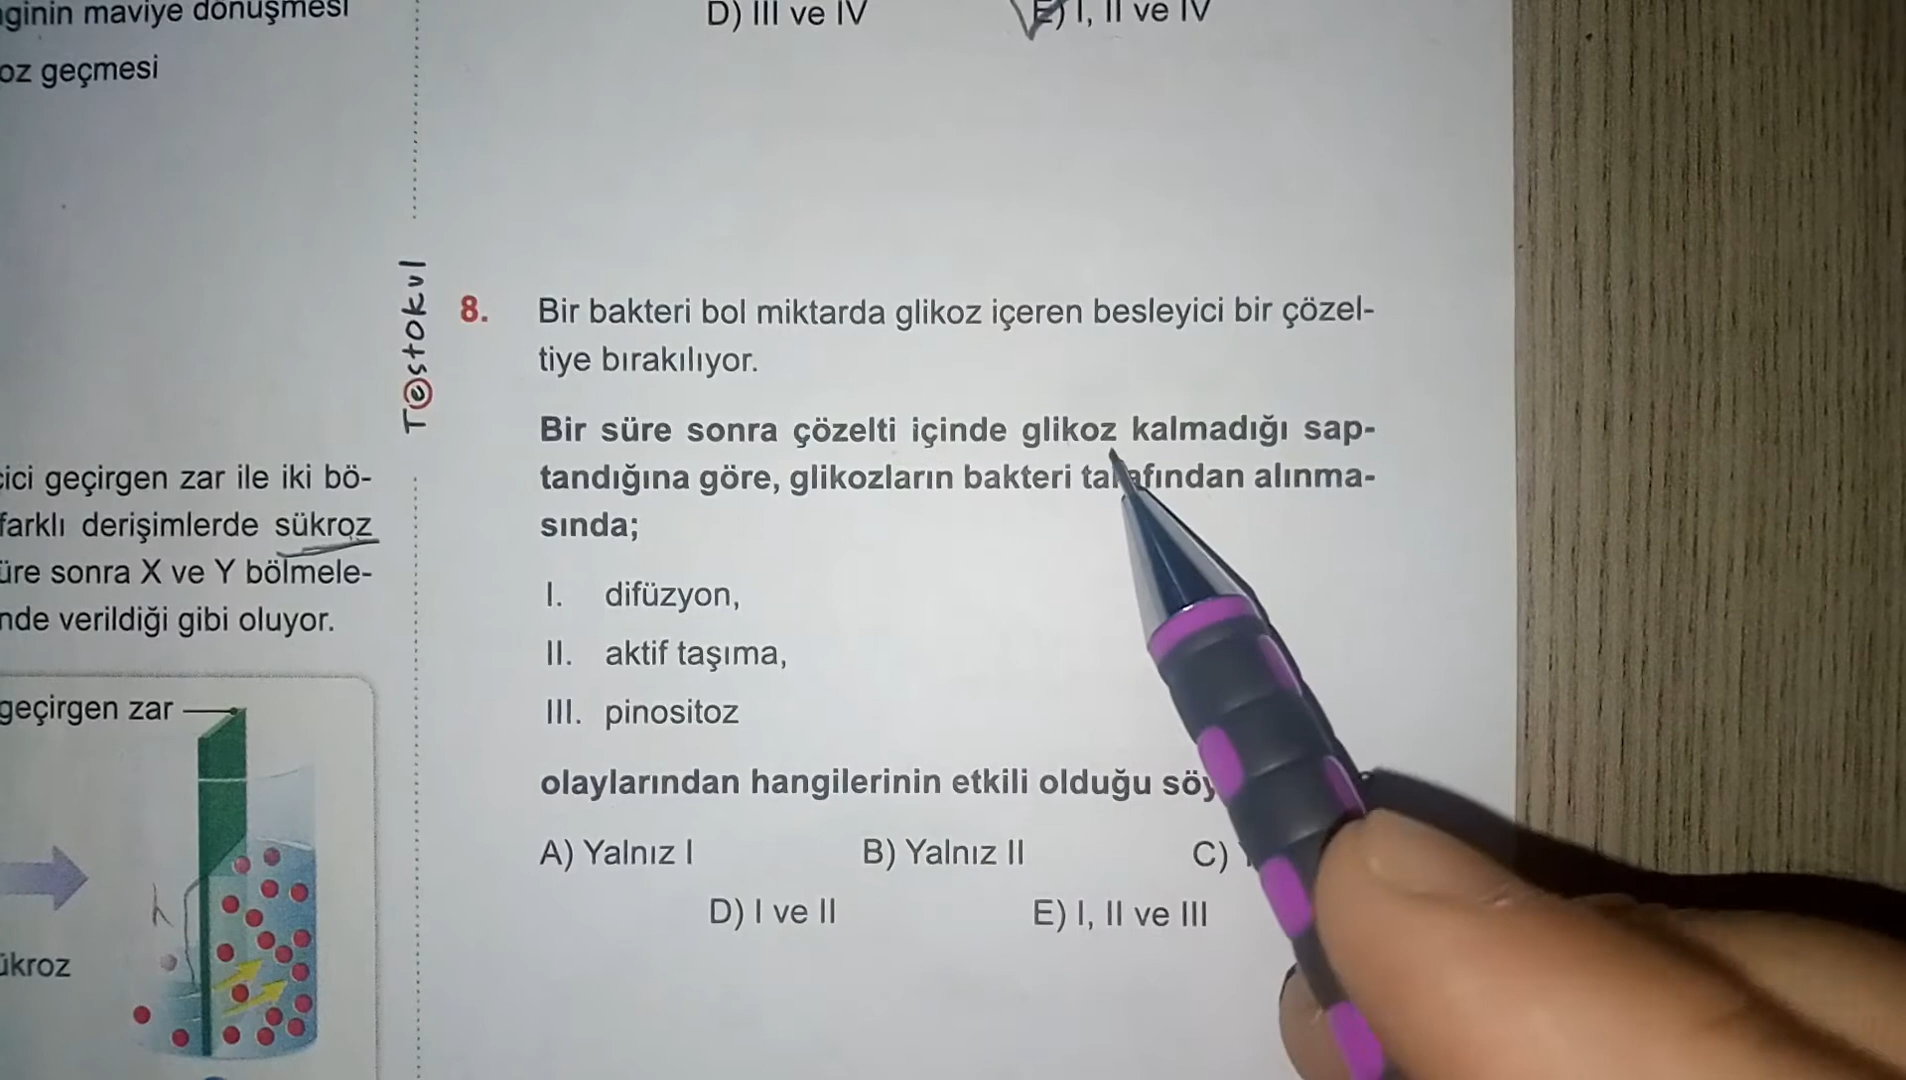 ginin maviye dönüşmesi
oz geçmesi
D) III ve IV
E) I, II ve IV
Testokul
çici geçirgen zar ile iki bö-
farklı derişimlerde sükroz
üre sonra X ve Y bölmele-
nde verildiği gibi oluyor.
geçirgen zar
h
ükroz
8. Bir bakteri bol miktarda glikoz içeren besleyici bir çözel-
tiye bırakılıyor.
Bir süre sonra çözelti içinde glikoz kalmadığı sap-
tandığına göre, glikozların bakteri tarafından alınma-
sında;
I. difüzyon,
II. aktif taşıma,
III. pinositoz
olaylarından hangilerinin etkili olduğu
A) Yalnız I
B) Yalnız II
C)
D) I ve II
E) I, II ve III